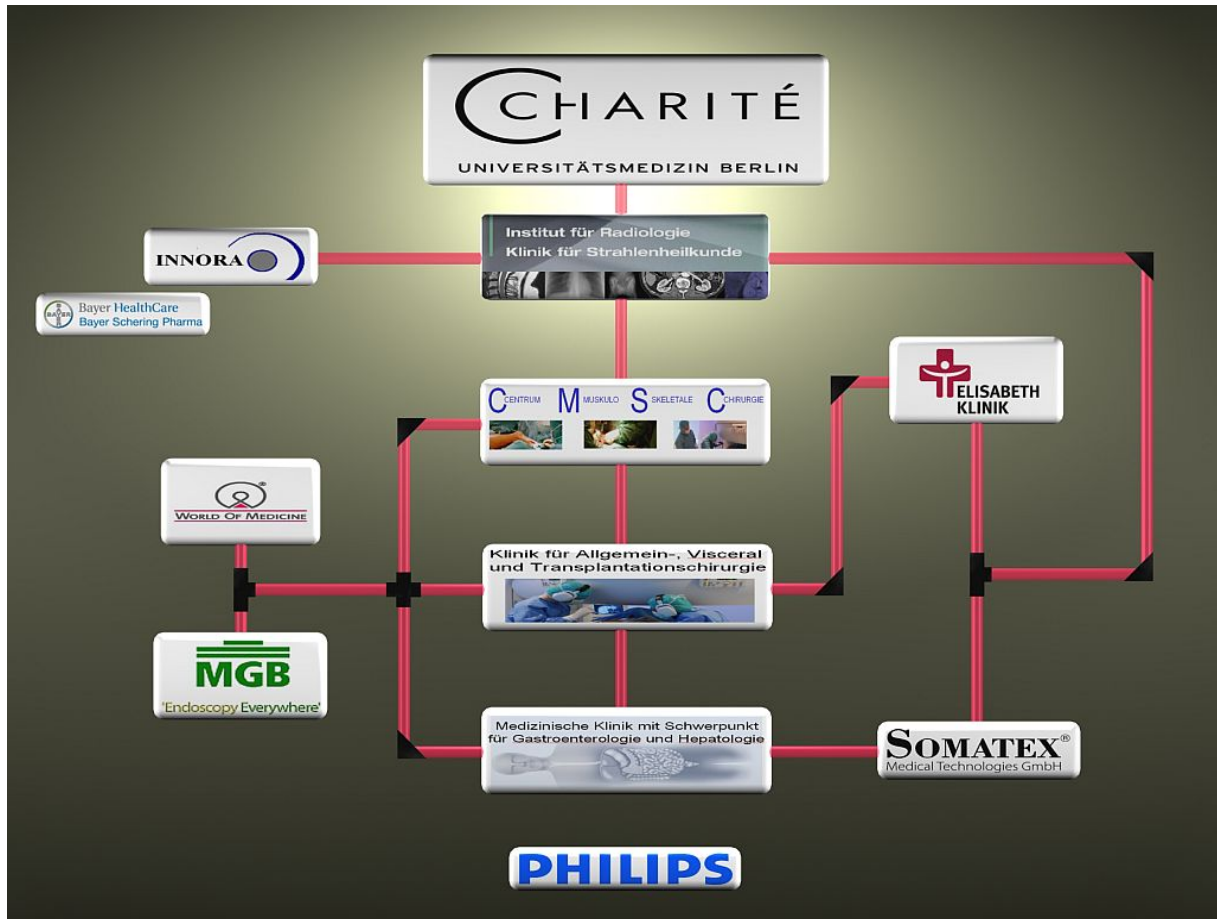 CHARITÉ
UNIVERSITÄTSMEDIZIN BERLIN
Institut für Radiologie
Klinik für Strahlenheilkunde
INNORA
BAYER
Bayer HealthCare
Bayer Schering Pharma
ELISABETH
KLINIK
CENTRUM MUSKULO SKELETALE CHIRURGIE
WORLD OF MEDICINE
®
Klinik für Allgemein-, Visceral
und Transplantationschirurgie
MGB
'Endoscopy Everywhere'
Medizinische Klinik mit Schwerpunkt
für Gastroenterologie und Hepatologie
SOMATEX®
Medical Technologies GmbH
PHILIPS